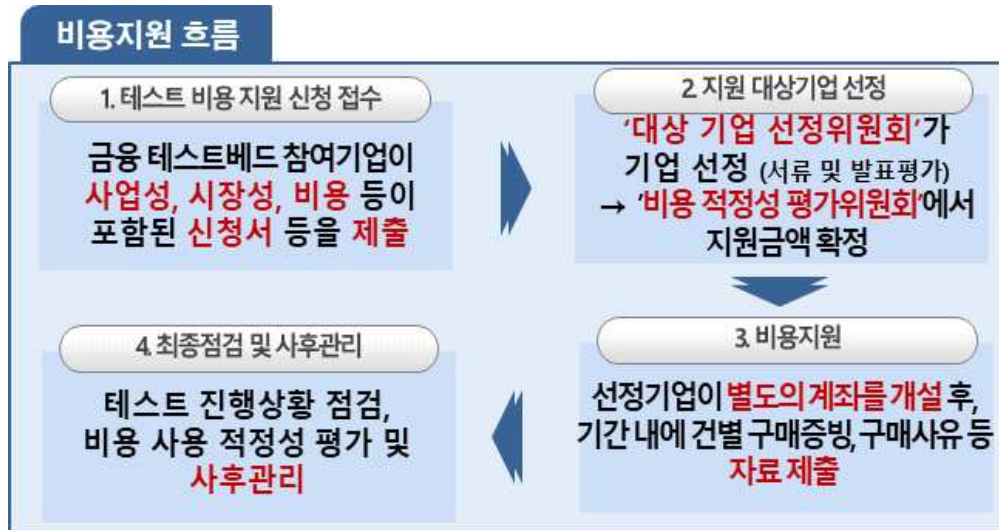 비용지원 흐름
1. 테스트 비용 지원 신청 접수
금융 테스트베드 참여기업이
사업성, 시장성, 비용 등이
포함된 신청서 등을 제출
2. 지원 대상기업 선정
‘대상 기업 선정위원회’가
기업 선정 (서류 및 발표평가)
→ ‘비용 적정성 평가위원회’에서
지원금액 확정
3. 비용지원
선정기업이 별도의 계좌를 개설 후,
기간 내에 건별 구매증빙, 구매사유 등
자료 제출
4. 최종점검 및 사후관리
테스트 진행상황 점검,
비용 사용 적정성 평가 및
사후관리